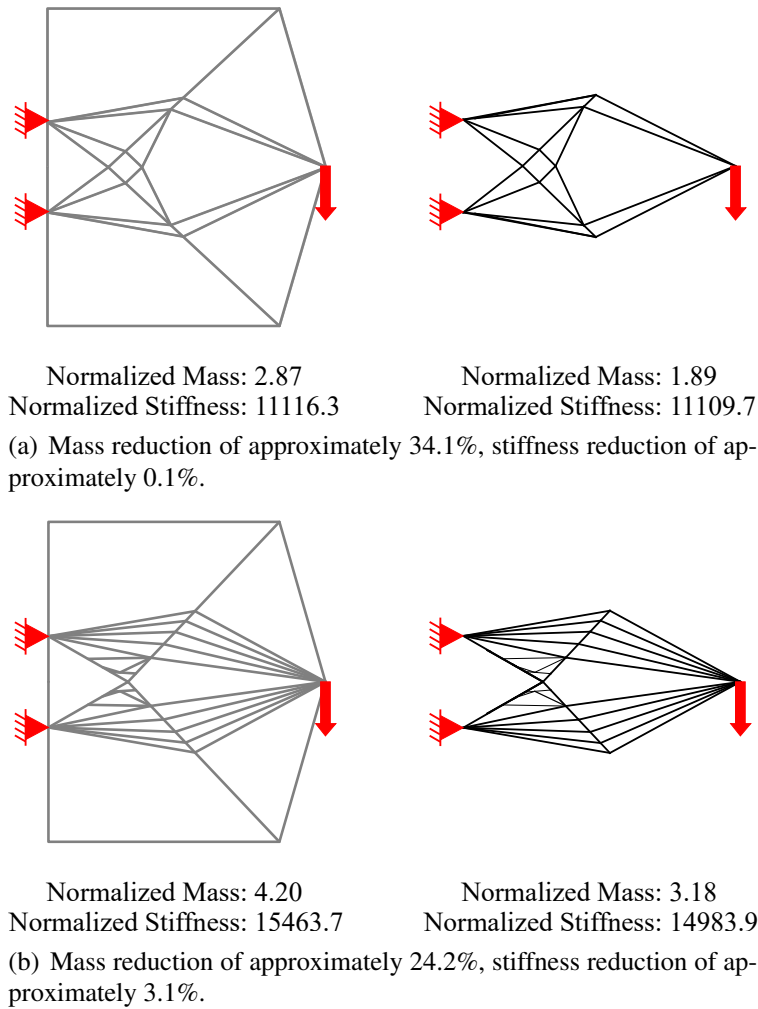 Normalized Mass: 2.87
Normalized Stiffness: 11116.3
Normalized Mass: 1.89
Normalized Stiffness: 11109.7
(a) Mass reduction of approximately 34.1%, stiffness reduction of ap-
proximately 0.1%.
Normalized Mass: 4.20
Normalized Stiffness: 15463.7
Normalized Mass: 3.18
Normalized Stiffness: 14983.9
(b) Mass reduction of approximately 24.2%, stiffness reduction of ap-
proximately 3.1%.